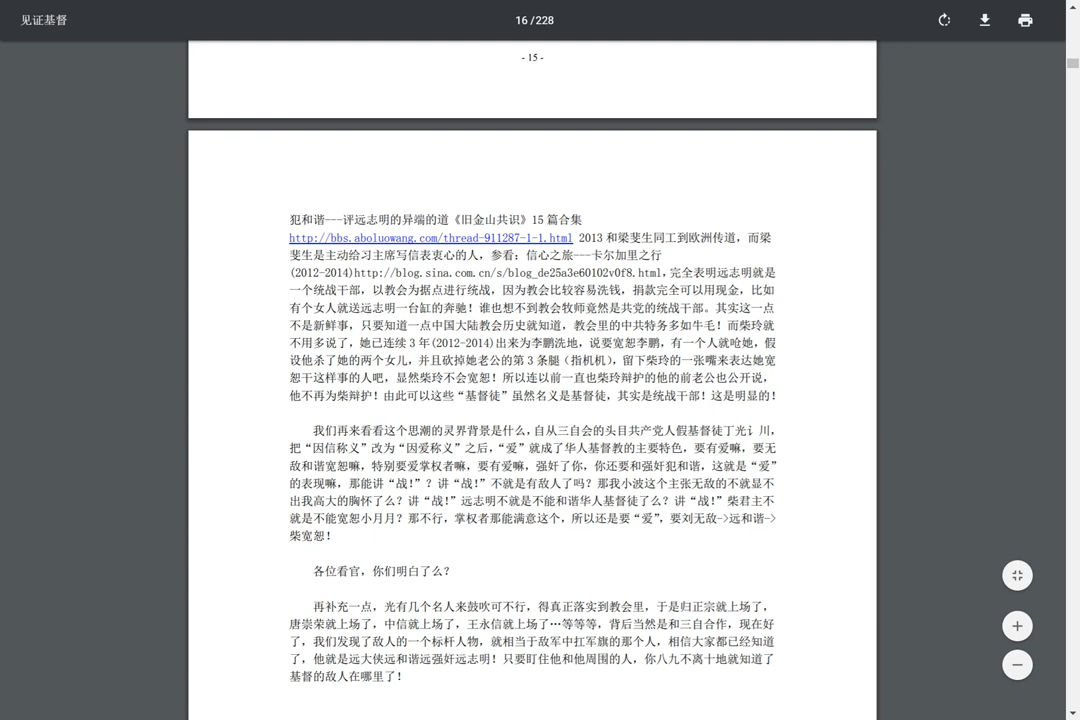 见证基督
16 /228
- 15 -
犯和谐---评远志明的异端的道《旧金山共识》15 篇合集
http://bbs.aboluowang.com/thread-911287-1-1.html 2013 和梁斐生同工到欧洲传道，而梁
斐生是主动给习主席写信表衷心的人，参看：信心之旅---卡尔加里之行
(2012-2014)http://blog.sina.com.cn/s/blog_de25a3e60102v0f8.html，完全表明远志明就是
一个统战干部，以教会为据点进行统战，因为教会比较容易洗钱，捐款完全可以用现金，比如
有个女人就送远志明一台缸的奔驰！谁也想不到教会牧师竟然是共党的统战干部。其实这一点
不是新鲜事，只要知道一点中国大陆教会历史就知道，教会里的中共特务多如牛毛！而柴玲就
不用多说了，她已连续 3 年(2012-2014)出来为李鹏洗地，说要宽恕李鹏，有一个人就呛她，假
设他杀了她的两个女儿，并且砍掉她老公的第 3 条腿（指机机），留下柴玲的一张嘴来表达她宽
恕干这样事的人吧，显然柴玲不会宽恕！所以连以前一直也柴玲辩护的他的前老公也公开说，
他不再为柴辩护！由此可以这些“基督徒”虽然名义是基督徒，其实是统战干部！这是明显的！
我们再来看看这个思潮的灵界背景是什么，自从三自会的头目共产党人假基督徒丁光讠川，
把“因信称义”改为“因爱称义”之后，“爱”就成了华人基督教的主要特色，要有爱嘛，要无
敌和谐宽恕嘛，特别要爱掌权者嘛，要有爱嘛，强奸了你，你还要和强奸犯和谐，这就是“爱”
的表现嘛，那能讲“战！”？讲“战！”不就是有敌人了吗？那我小波这个主张无敌的不就显不
出我高大的胸怀了么？讲“战！”远志明不就是不能和谐华人基督徒了么？讲“战！”柴君主不
就是不能宽恕小月月？那不行，掌权者那能满意这个，所以还是要“爱”，要刘无敌->远和谐->
柴宽恕！
各位看官，你们明白了么？
再补充一点，光有几个名人来鼓吹可不行，得真正落实到教会里，于是归正宗就上场了，
唐崇荣就上场了，中信就上场了，王永信就上场了…等等等，背后当然是和三自合作，现在好
了，我们发现了敌人的一个标杆人物，就相当于敌军中扛军旗的那个人，相信大家都已经知道
了，他就是远大侠远和谐远强奸远志明！只要盯住他和他周围的人，你八九不离十地就知道了
基督的敌人在哪里了！